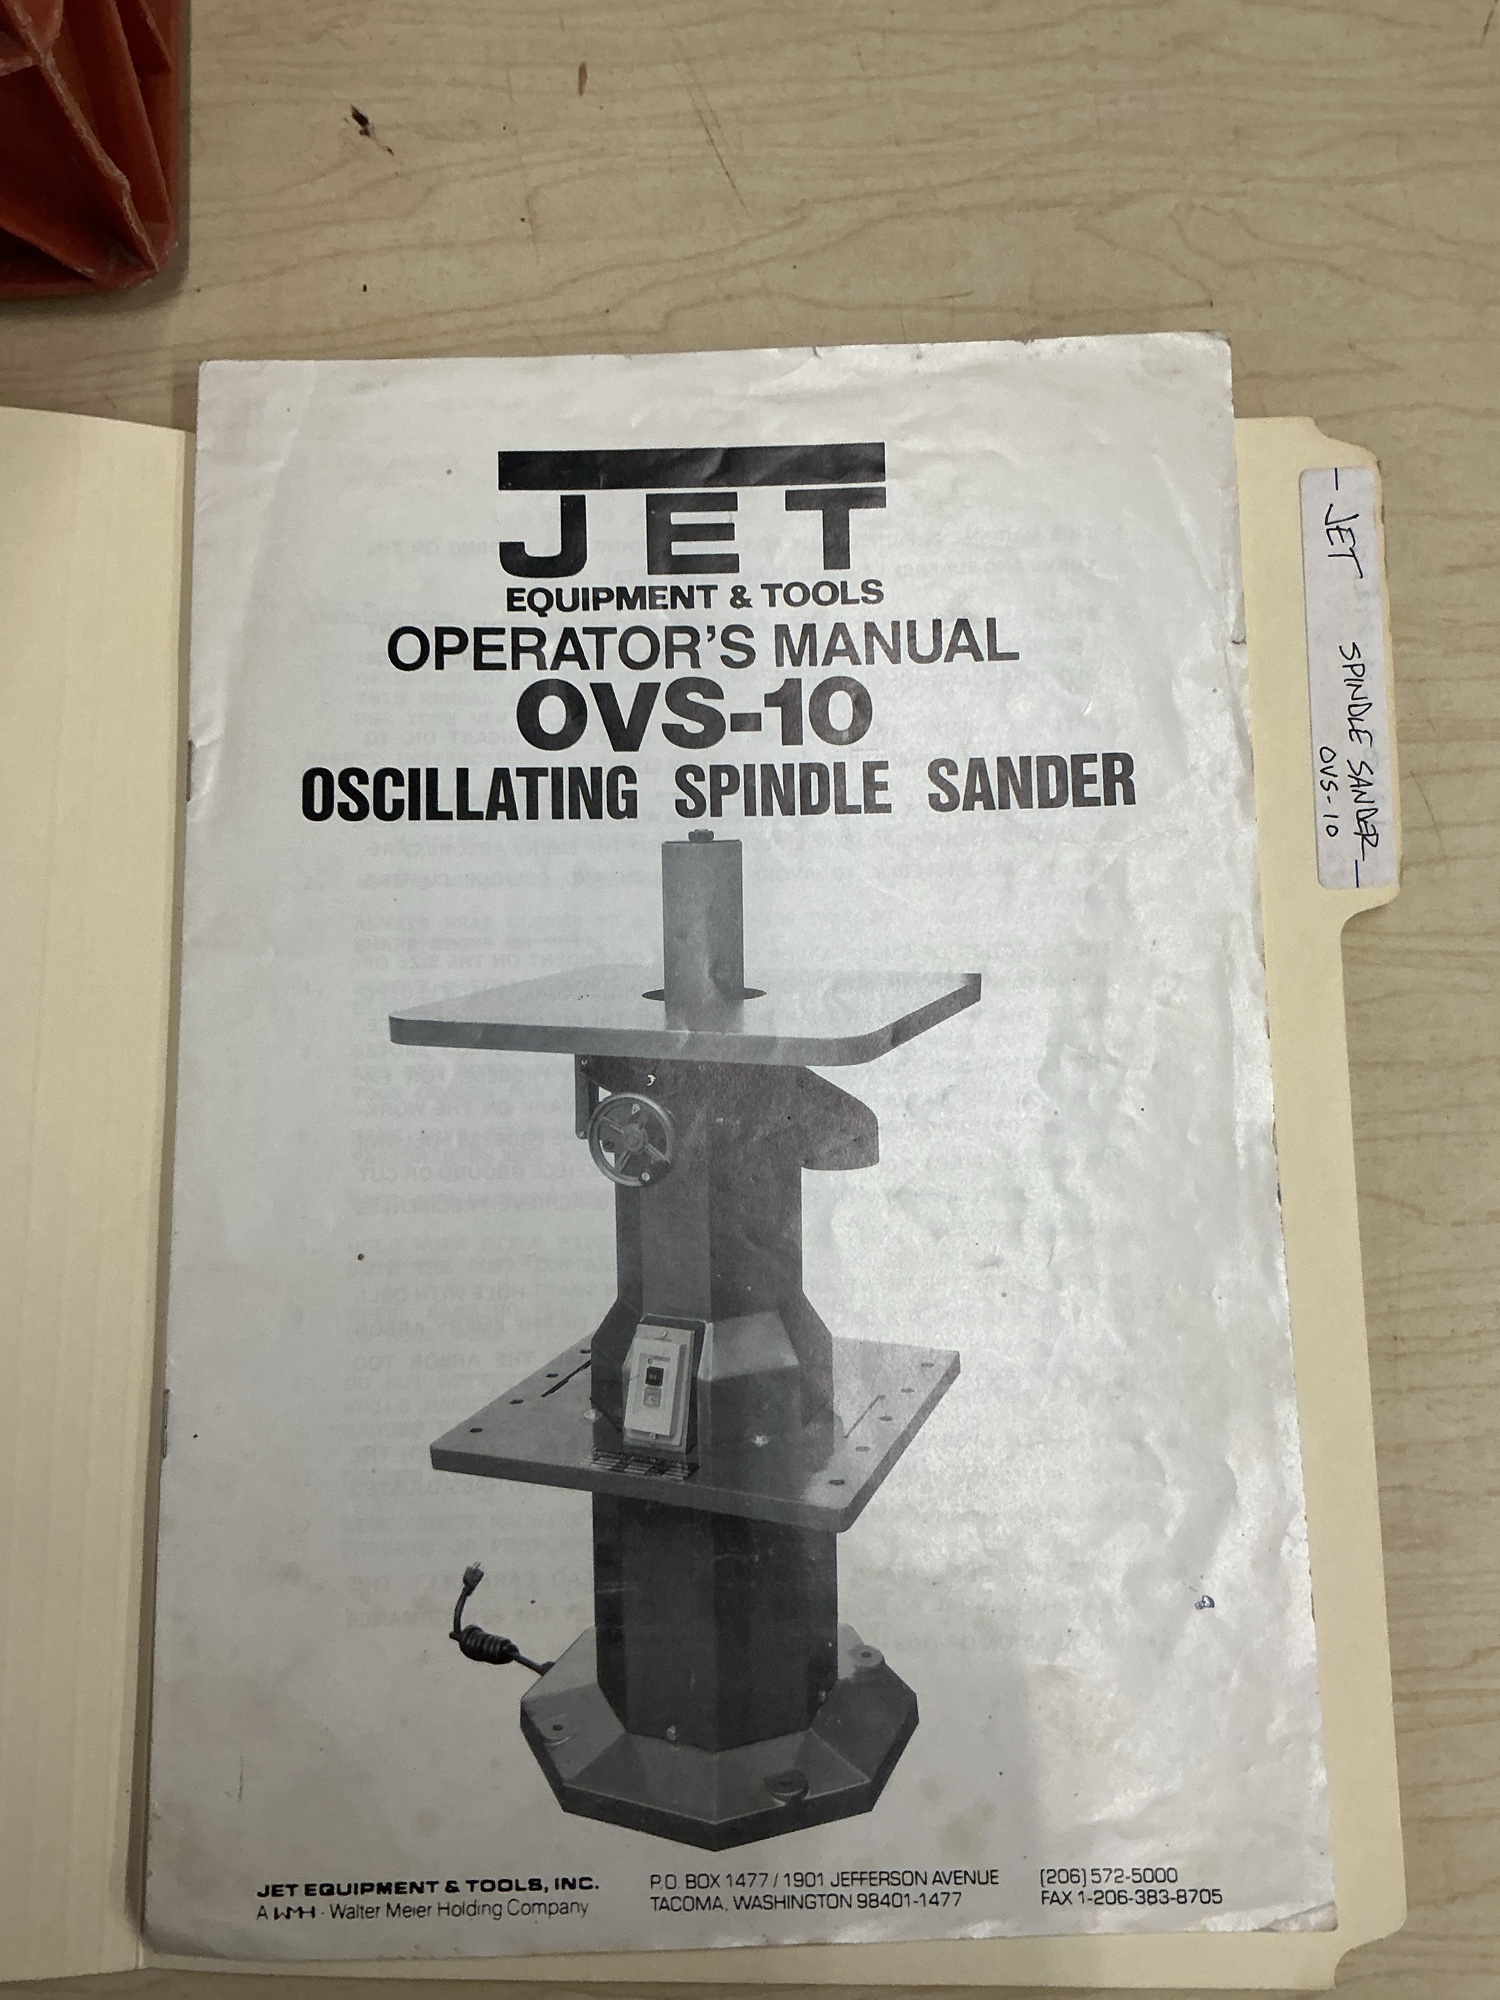 JET
EQUIPMENT & TOOLS
OPERATOR'S MANUAL
OVS-10
OSCILLATING SPINDLE SANDER
JET EQUIPMENT & TOOLS, INC.
A WMH - Walter Meier Holding Company
P.O. BOX 1477 / 1901 JEFFERSON AVENUE
TACOMA, WASHINGTON 98401-1477
(206) 572-5000
FAX 1-206-383-8705
- JET SPINDLE SANDER -
OVS-10